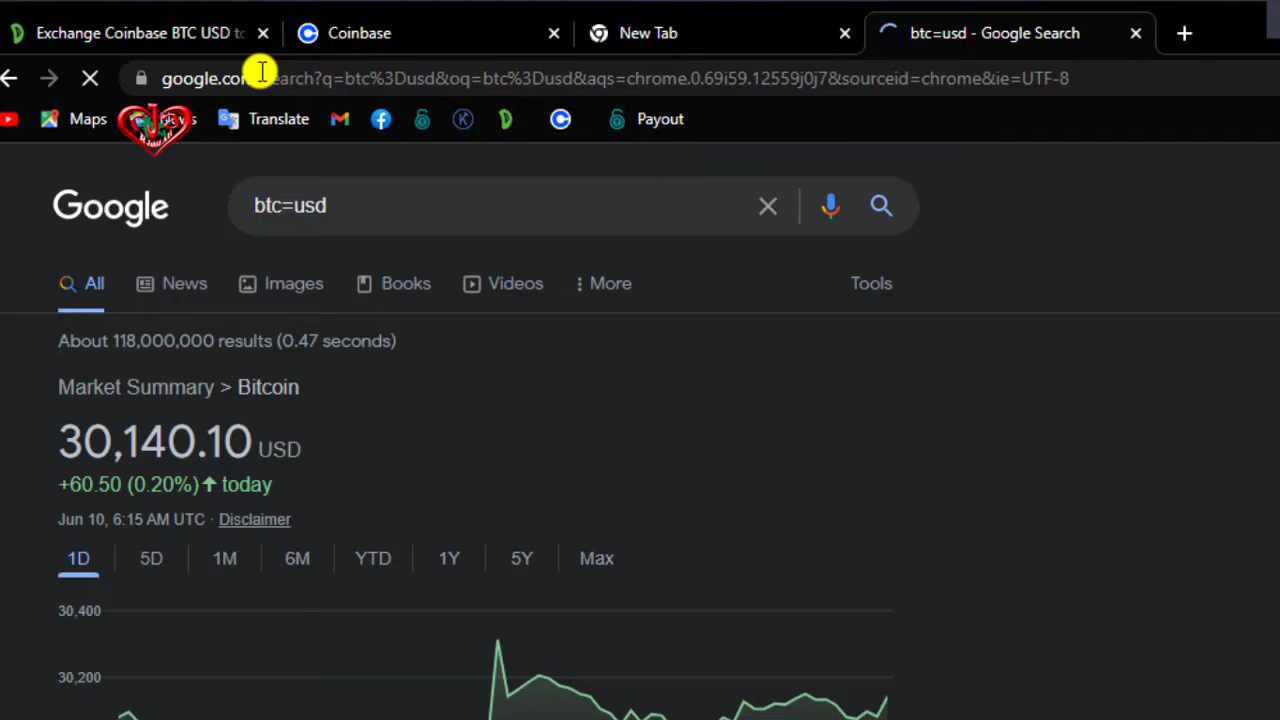 Exchange Coinbase BTC USD to
Coinbase
New Tab
btc=usd - Google Search
search?q=btc%3Dusd&oq=btc%3Dusd&aqs=chrome.0.69i59.12559j0j7&sourceid=chrome&ie=UTF-8
Maps
Translate
Payout
Google
btc=usd
All
News
Images
Books
Videos
More
Tools
About 118,000,000 results (0.47 seconds)
Market Summary > Bitcoin
30,140.10 USD
+60.50 (0.20%) today
Jun 10, 6:15 AM UTC · Disclaimer
1D
5D
1M
6M
YTD
1Y
5Y
Max
30,400
30,200